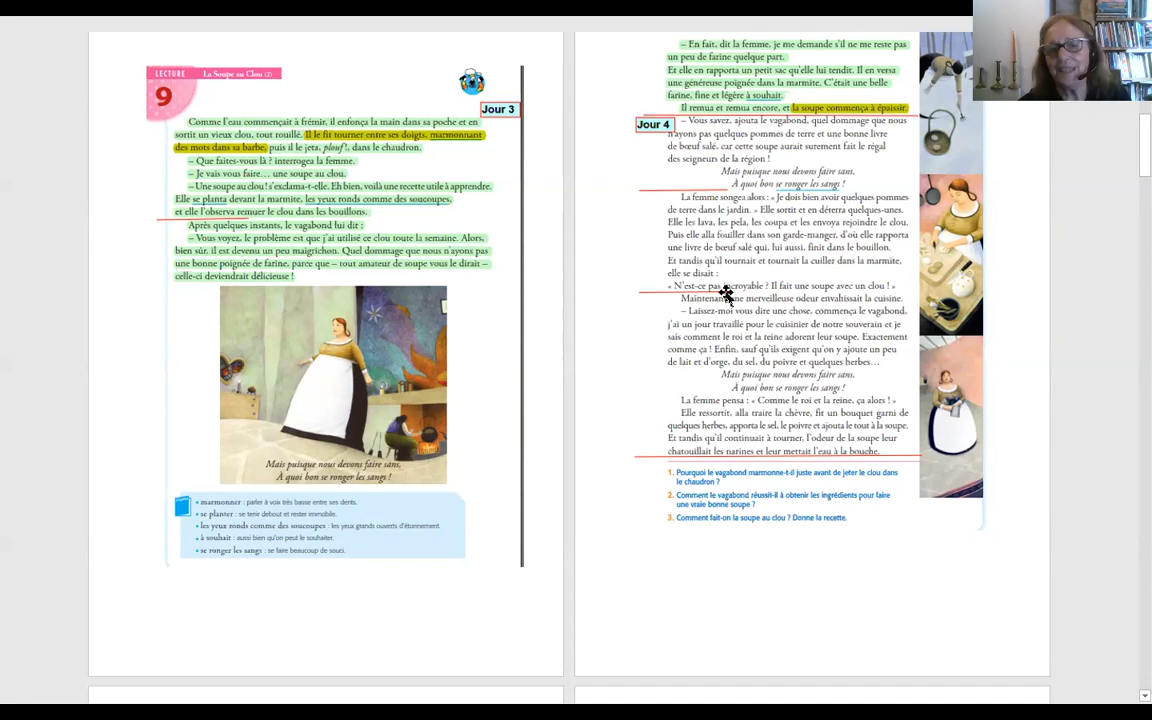 LECTURE La Soupe au Clou (2)
9
Jour 3
Comme l'eau commençait à frémir, il enfonça la main dans sa poche et en
sortit un vieux clou, tout rouillé. Il le fit tourner entre ses doigts, marmonnant
des mots dans sa barbe, puis il le jeta, plouf !, dans le chaudron.
– Que faites-vous là ? interrogea la femme.
– Je vais vous faire… une soupe au clou.
– Une soupe au clou ! s'exclama-t-elle. Eh bien, voilà une recette utile à apprendre.
Elle se planta devant la marmite, les yeux ronds comme des soucoupes,
et elle l'observa remuer le clou dans les bouillons.
Après quelques instants, le vagabond lui dit :
– Vous voyez, le problème est que j'ai utilisé ce clou toute la semaine. Alors,
bien sûr, il est devenu un peu maigrichon. Quel dommage que nous n'ayons pas
une bonne poignée de farine, parce que – tout amateur de soupe vous le dirait –
celle-ci deviendrait délicieuse !
Mais puisque nous devons faire sans,
À quoi bon se ronger les sangs !
• marmonner : parler à voix très basse entre ses dents.
• se planter : se tenir debout et rester immobile.
• les yeux ronds comme des soucoupes : les yeux grands ouverts d'étonnement.
• à souhait : aussi bien qu'on peut le souhaiter.
• se ronger les sangs : se faire beaucoup de souci.
– En fait, dit la femme, je me demande s'il ne me reste pas
un peu de farine quelque part.
Et elle en rapporta un petit sac qu'elle lui tendit. Il en versa
une généreuse poignée dans la marmite. C'était une belle
farine, fine et légère à souhait.
Il remua et remua encore, et la soupe commença à épaissir.
Jour 4
– Vous savez, ajouta le vagabond, quel dommage que nous
n'ayons pas quelques pommes de terre et une bonne livre
de bœuf salé, car cette soupe aurait surement fait le régal
des seigneurs de la région !
Mais puisque nous devons faire sans,
À quoi bon se ronger les sangs !
La femme songea alors : « Je dois bien avoir quelques pommes
de terre dans le jardin. » Elle sortit et en déterra quelques-unes.
Elle les lava, les pela, les coupa et les envoya rejoindre le clou.
Puis elle alla fouiller dans son garde-manger, d'où elle rapporta
une livre de bœuf salé qui, lui aussi, finit dans le bouillon.
Et tandis qu'il tournait et tournait la cuiller dans la marmite,
elle se disait :
« N'est-ce pas incroyable ? Il fait une soupe avec un clou ! »
Maintenant, une merveilleuse odeur envahissait la cuisine.
– Laissez-moi vous dire une chose, commença le vagabond,
j'ai un jour travaillé pour le cuisinier de notre souverain et je
sais comment le roi et la reine adorent leur soupe. Exactement
comme ça ! Enfin, sauf qu'ils exigent qu'on y ajoute un peu
de lait et d'orge, du sel, du poivre et quelques herbes…
Mais puisque nous devons faire sans,
À quoi bon se ronger les sangs !
La femme pensa : « Comme le roi et la reine, ça alors ! »
Elle ressortit, alla traire la chèvre, fit un bouquet garni de
quelques herbes, apporta le sel, le poivre et ajouta le tout à la soupe.
Et tandis qu'il continuait à tourner, l'odeur de la soupe leur
chatouillait les narines et leur mettait l'eau à la bouche.
1. Pourquoi le vagabond marmonne-t-il juste avant de jeter le clou dans
le chaudron ?
2. Comment le vagabond réussit-il à obtenir les ingrédients pour faire
une vraie bonne soupe ?
3. Comment fait-on la soupe au clou ? Donne la recette.